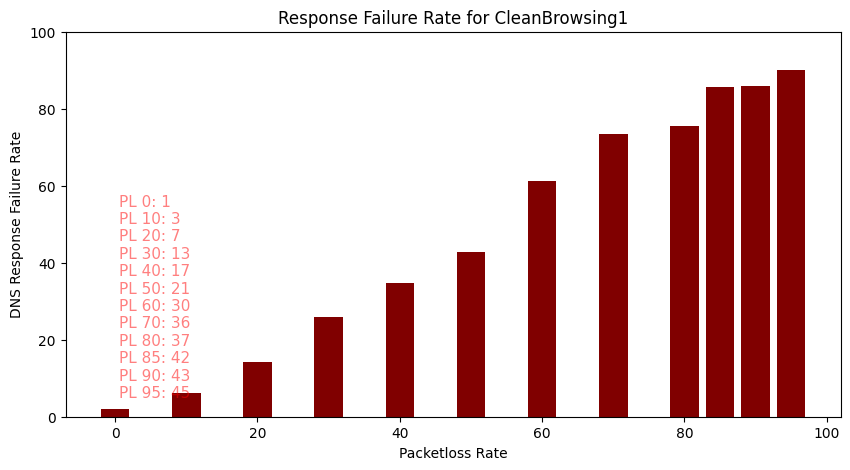 Response Failure Rate for CleanBrowsing1
100
80
60
40
20
0
DNS Response Failure Rate
PL 0: 1
PL 10: 3
PL 20: 7
PL 30: 13
PL 40: 17
PL 50: 21
PL 60: 30
PL 70: 36
PL 80: 37
PL 85: 42
PL 90: 43
PL 95: 45
0 20 40 60 80 100
Packetloss Rate